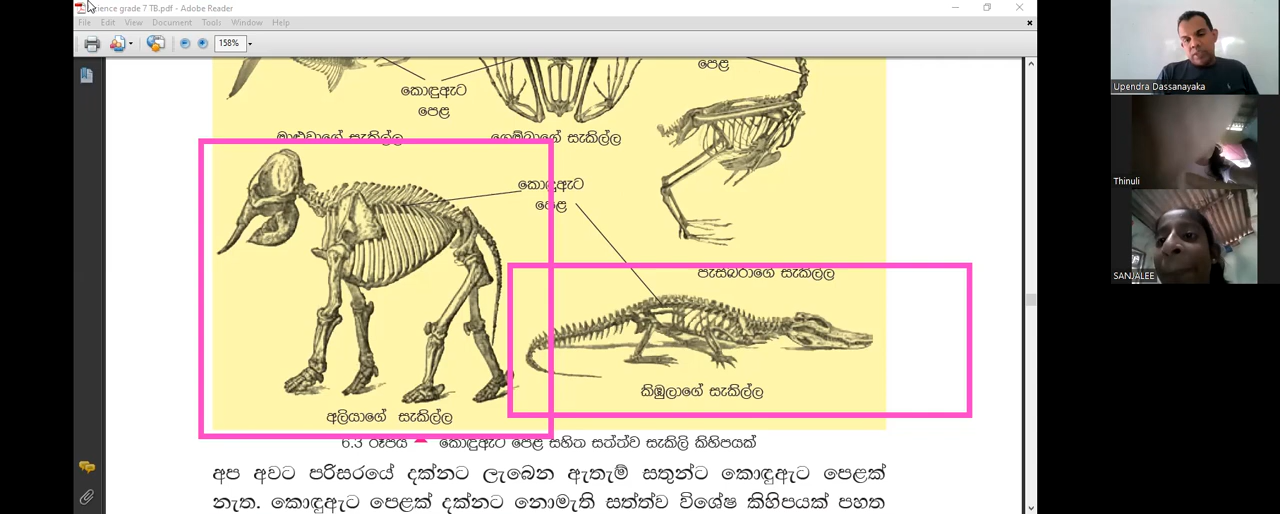 cience grade 7 TB.pdf - Adobe Reader
File Edit View Document Tools Window Help
158%
කොඳුඇට
පෙළ
පෙළ
මාළුවාගේ සැකිල්ල
ගෙම්බාගේ සැකිල්ල
කොඳුඇට
පෙළ
පැස්බරාගේ සැකිල්ල
කිඹුලාගේ සැකිල්ල
අලියාගේ සැකිල්ල
6.3 රූපය කොඳුඇට පෙළ සහිත සත්ත්ව සැකිලි කිහිපයක්
අප අවට පරිසරයේ දක්නට ලැබෙන ඇතැම් සතුන්ට කොඳුඇට පෙළක්
නැත. කොඳුඇට පෙළක් දක්නට නොමැති සත්ත්ව විශේෂ කිහිපයක් පහත
Upendra Dassanayaka
Thinuli
SANJALEE